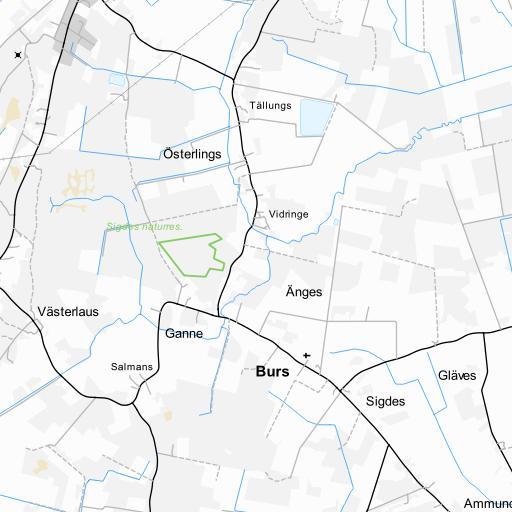 Tällungs
Österlings
Vidringe
Sigdes naturres.
Änges
Västerlaus
Ganne
Salmans
Burs
Gläves
Sigdes
Ammund